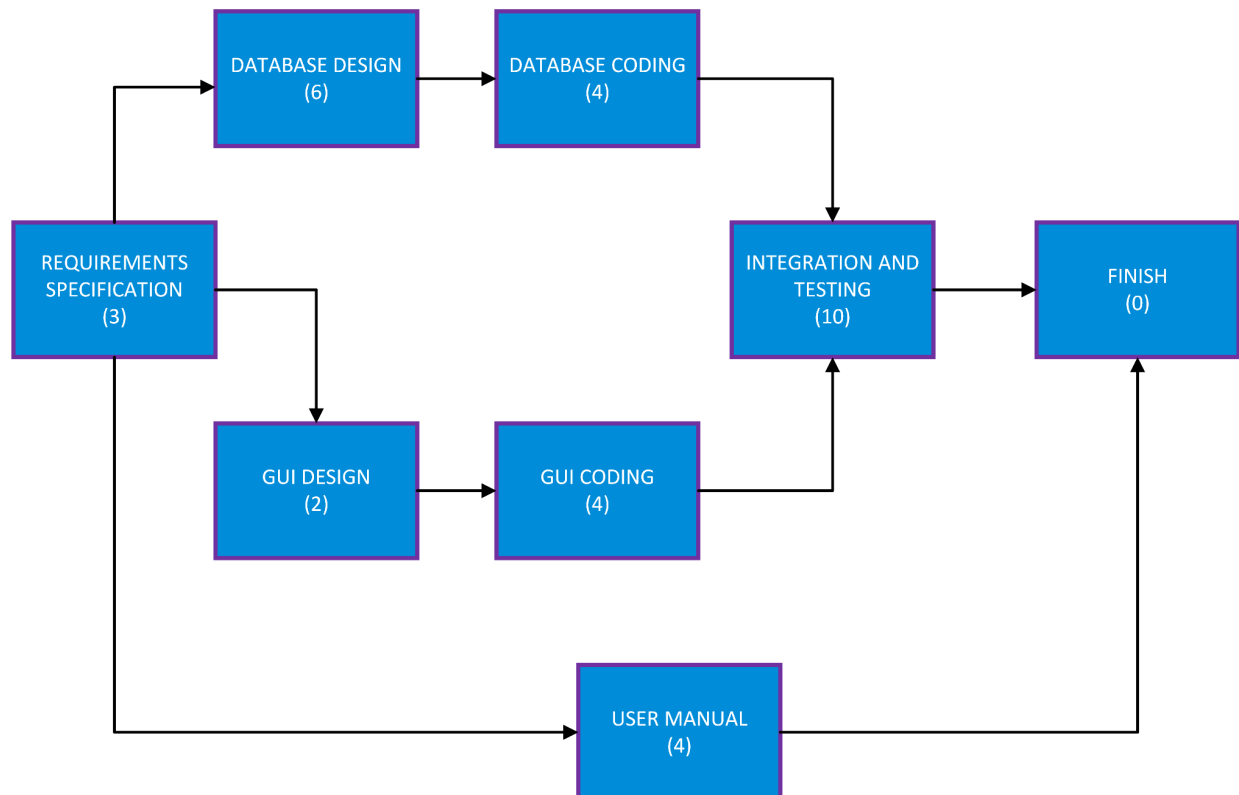 DATABASE DESIGN
(6)
DATABASE CODING
(4)
REQUIREMENTS
SPECIFICATION
(3)
INTEGRATION AND
TESTING
(10)
FINISH
(0)
GUI DESIGN
(2)
GUI CODING
(4)
USER MANUAL
(4)